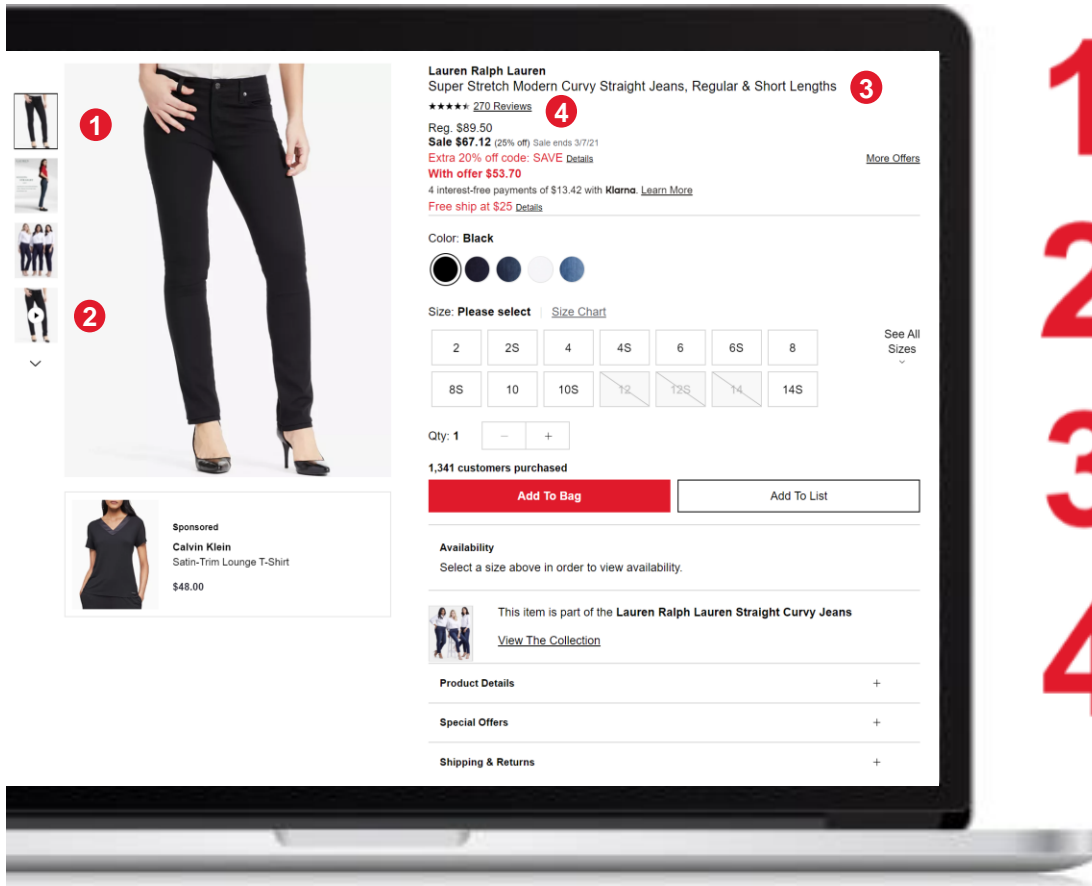 1
2
Lauren Ralph Lauren
Super Stretch Modern Curvy Straight Jeans, Regular & Short Lengths
3
270 Reviews
4
Reg. $89.50
Sale $67.12 (25% off) Sale ends 3/7/21
Extra 20% off code: SAVE Details
More Offers
With offer $53.70
4 interest-free payments of $13.42 with Klarna. Learn More
Free ship at $25 Details
Color: Black
Size: Please select | Size Chart
2 2S 4 4S 6 6S 8
See All
Sizes
8S 10 10S 12 12S 14 14S
Qty: 1 − +
1,341 customers purchased
Add To Bag
Add To List
Availability
Select a size above in order to view availability.
This item is part of the Lauren Ralph Lauren Straight Curvy Jeans
View The Collection
Product Details +
Special Offers +
Shipping & Returns +
Sponsored
Calvin Klein
Satin-Trim Lounge T-Shirt
$48.00
1
2
3
4